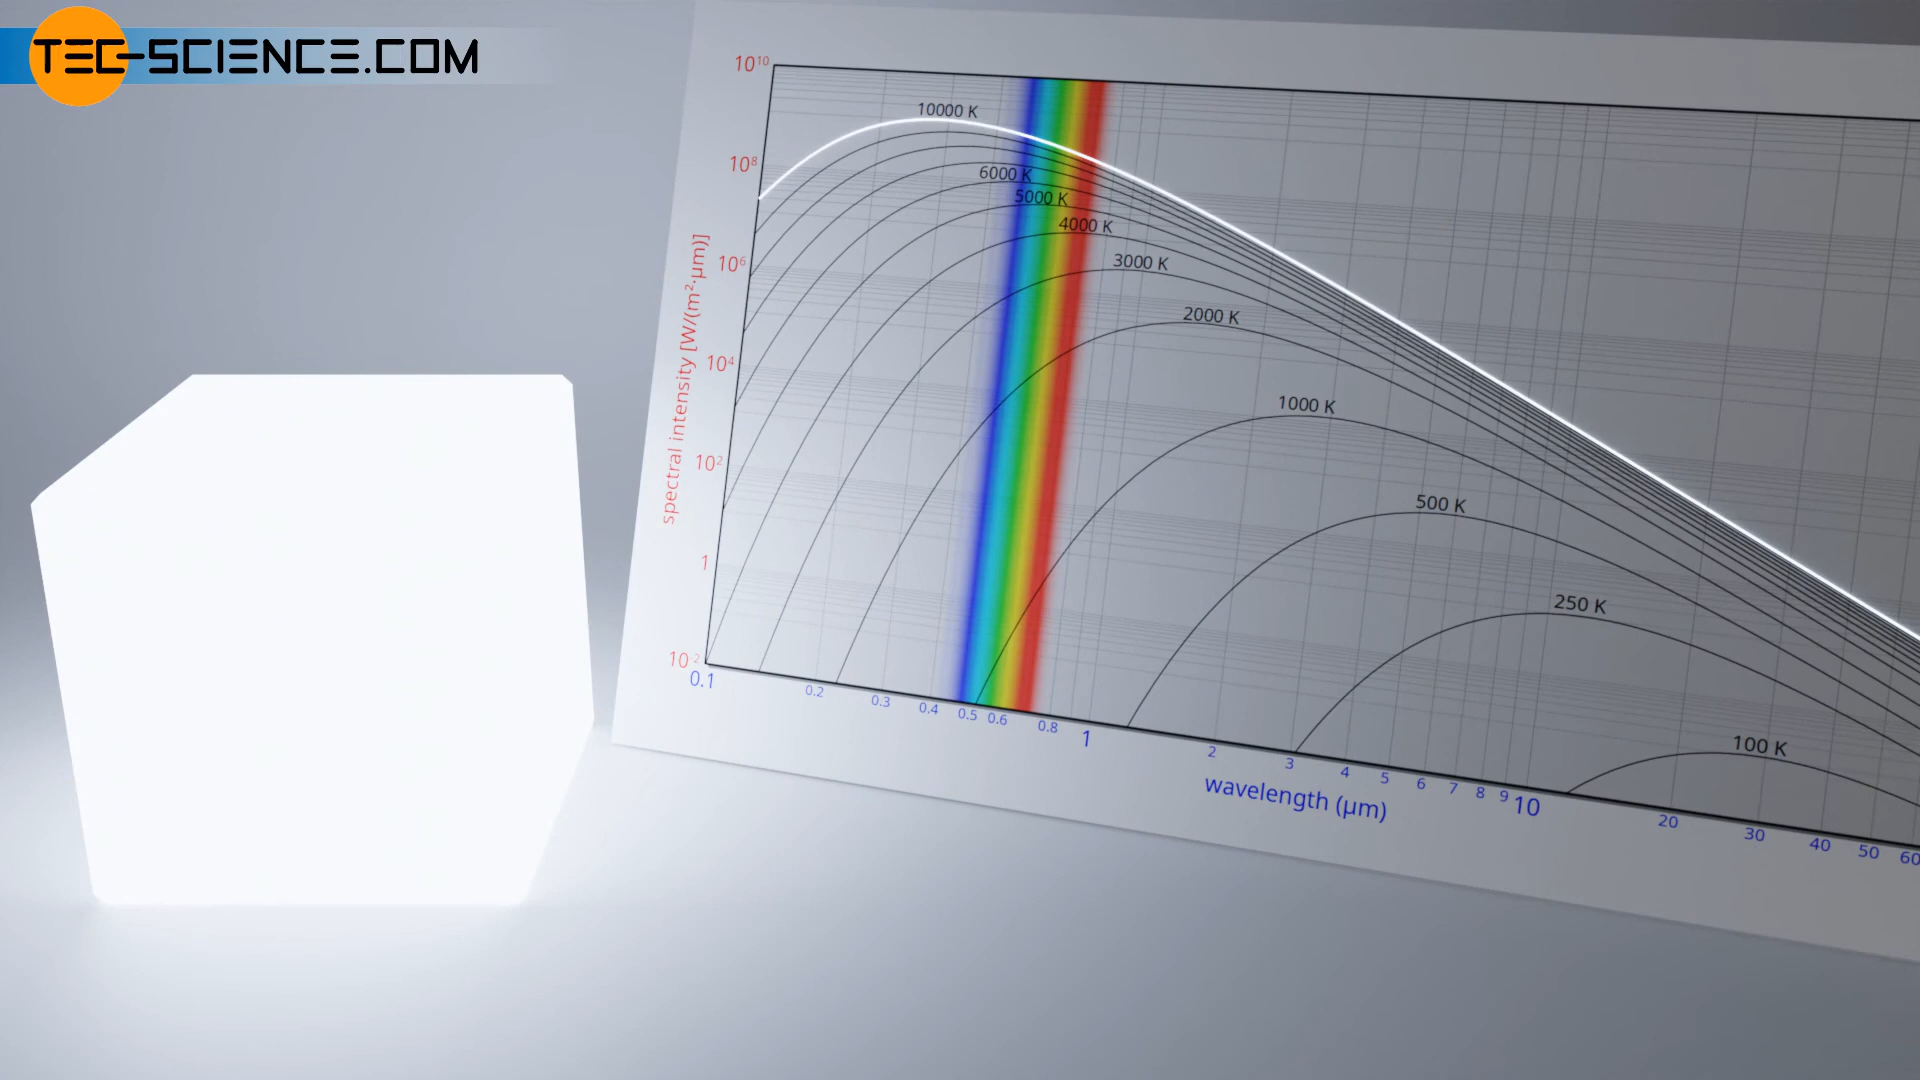 TEC-SCIENCE.COM
10¹⁰
10⁸
10⁶
10⁴
10²
1
10⁻²
spectral intensity [W/(m²·µm)]
10000 K
6000 K
5000 K
4000 K
3000 K
2000 K
1000 K
500 K
250 K
100 K
0.1 0.2 0.3 0.4 0.5 0.6 0.8 1 2 3 4 5 6 7 8 9 10 20 30 40 50 60
wavelength (µm)